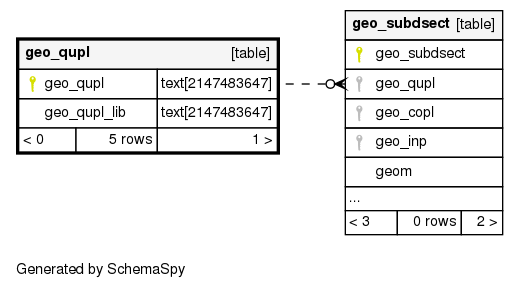 geo_qupl [table]
geo_qupl text[2147483647]
geo_qupl_lib text[2147483647]
< 0 5 rows 1 >
geo_subdsect [table]
geo_subdsect
geo_qupl
geo_copl
geo_inp
geom
...
< 3 0 rows 2 >
Generated by SchemaSpy